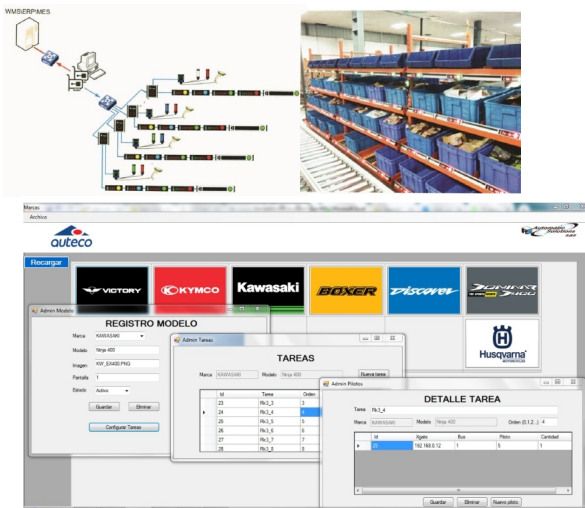 WMS\ERP\MES
Marcas
Archivo
auteco
Automatic
Solutions
S.A.S
Recargar
VICTORY
KYMCO
Kawasaki
BOXER
DISCOVER
DOMINAR
Husqvarna
MOTORCYCLES
Admin Modelo
REGISTRO MODELO
Marca KAWASAKI
Modelo Ninja 400
Imagen KW_EX400.PNG
Pantalla 1
Estado Activo
Guardar Eliminar
Configurar Tareas
Admin Tareas
TAREAS
Marca KAWASAKI Modelo Ninja 400 Nueva tarea
Id Tarea Orden
23 Rk3_3 3
24 Rk3_4 4
25 Rk3_5 5
26 Rk3_6 6
27 Rk3_7 7
28 Rk3_8 8
Admin Pilotos
DETALLE TAREA
Tarea Rk3_4
Marca KAWASAKI Modelo Ninja 400 Orden (0,1,2...) 4
Id Xgate Bus Piloto Cantidad
192.168.0.12 1 5 1
Guardar Eliminar Nuevo piloto